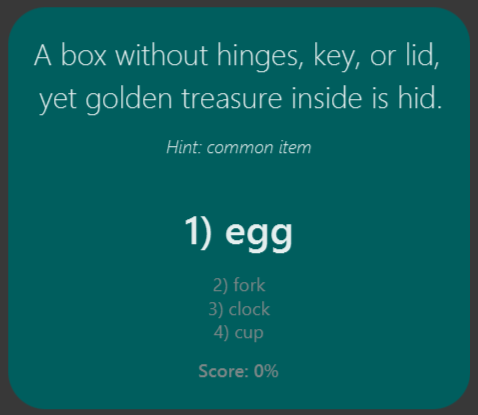 A box without hinges, key, or lid,
yet golden treasure inside is hid.
Hint: common item
1) egg
2) fork
3) clock
4) cup
Score: 0%